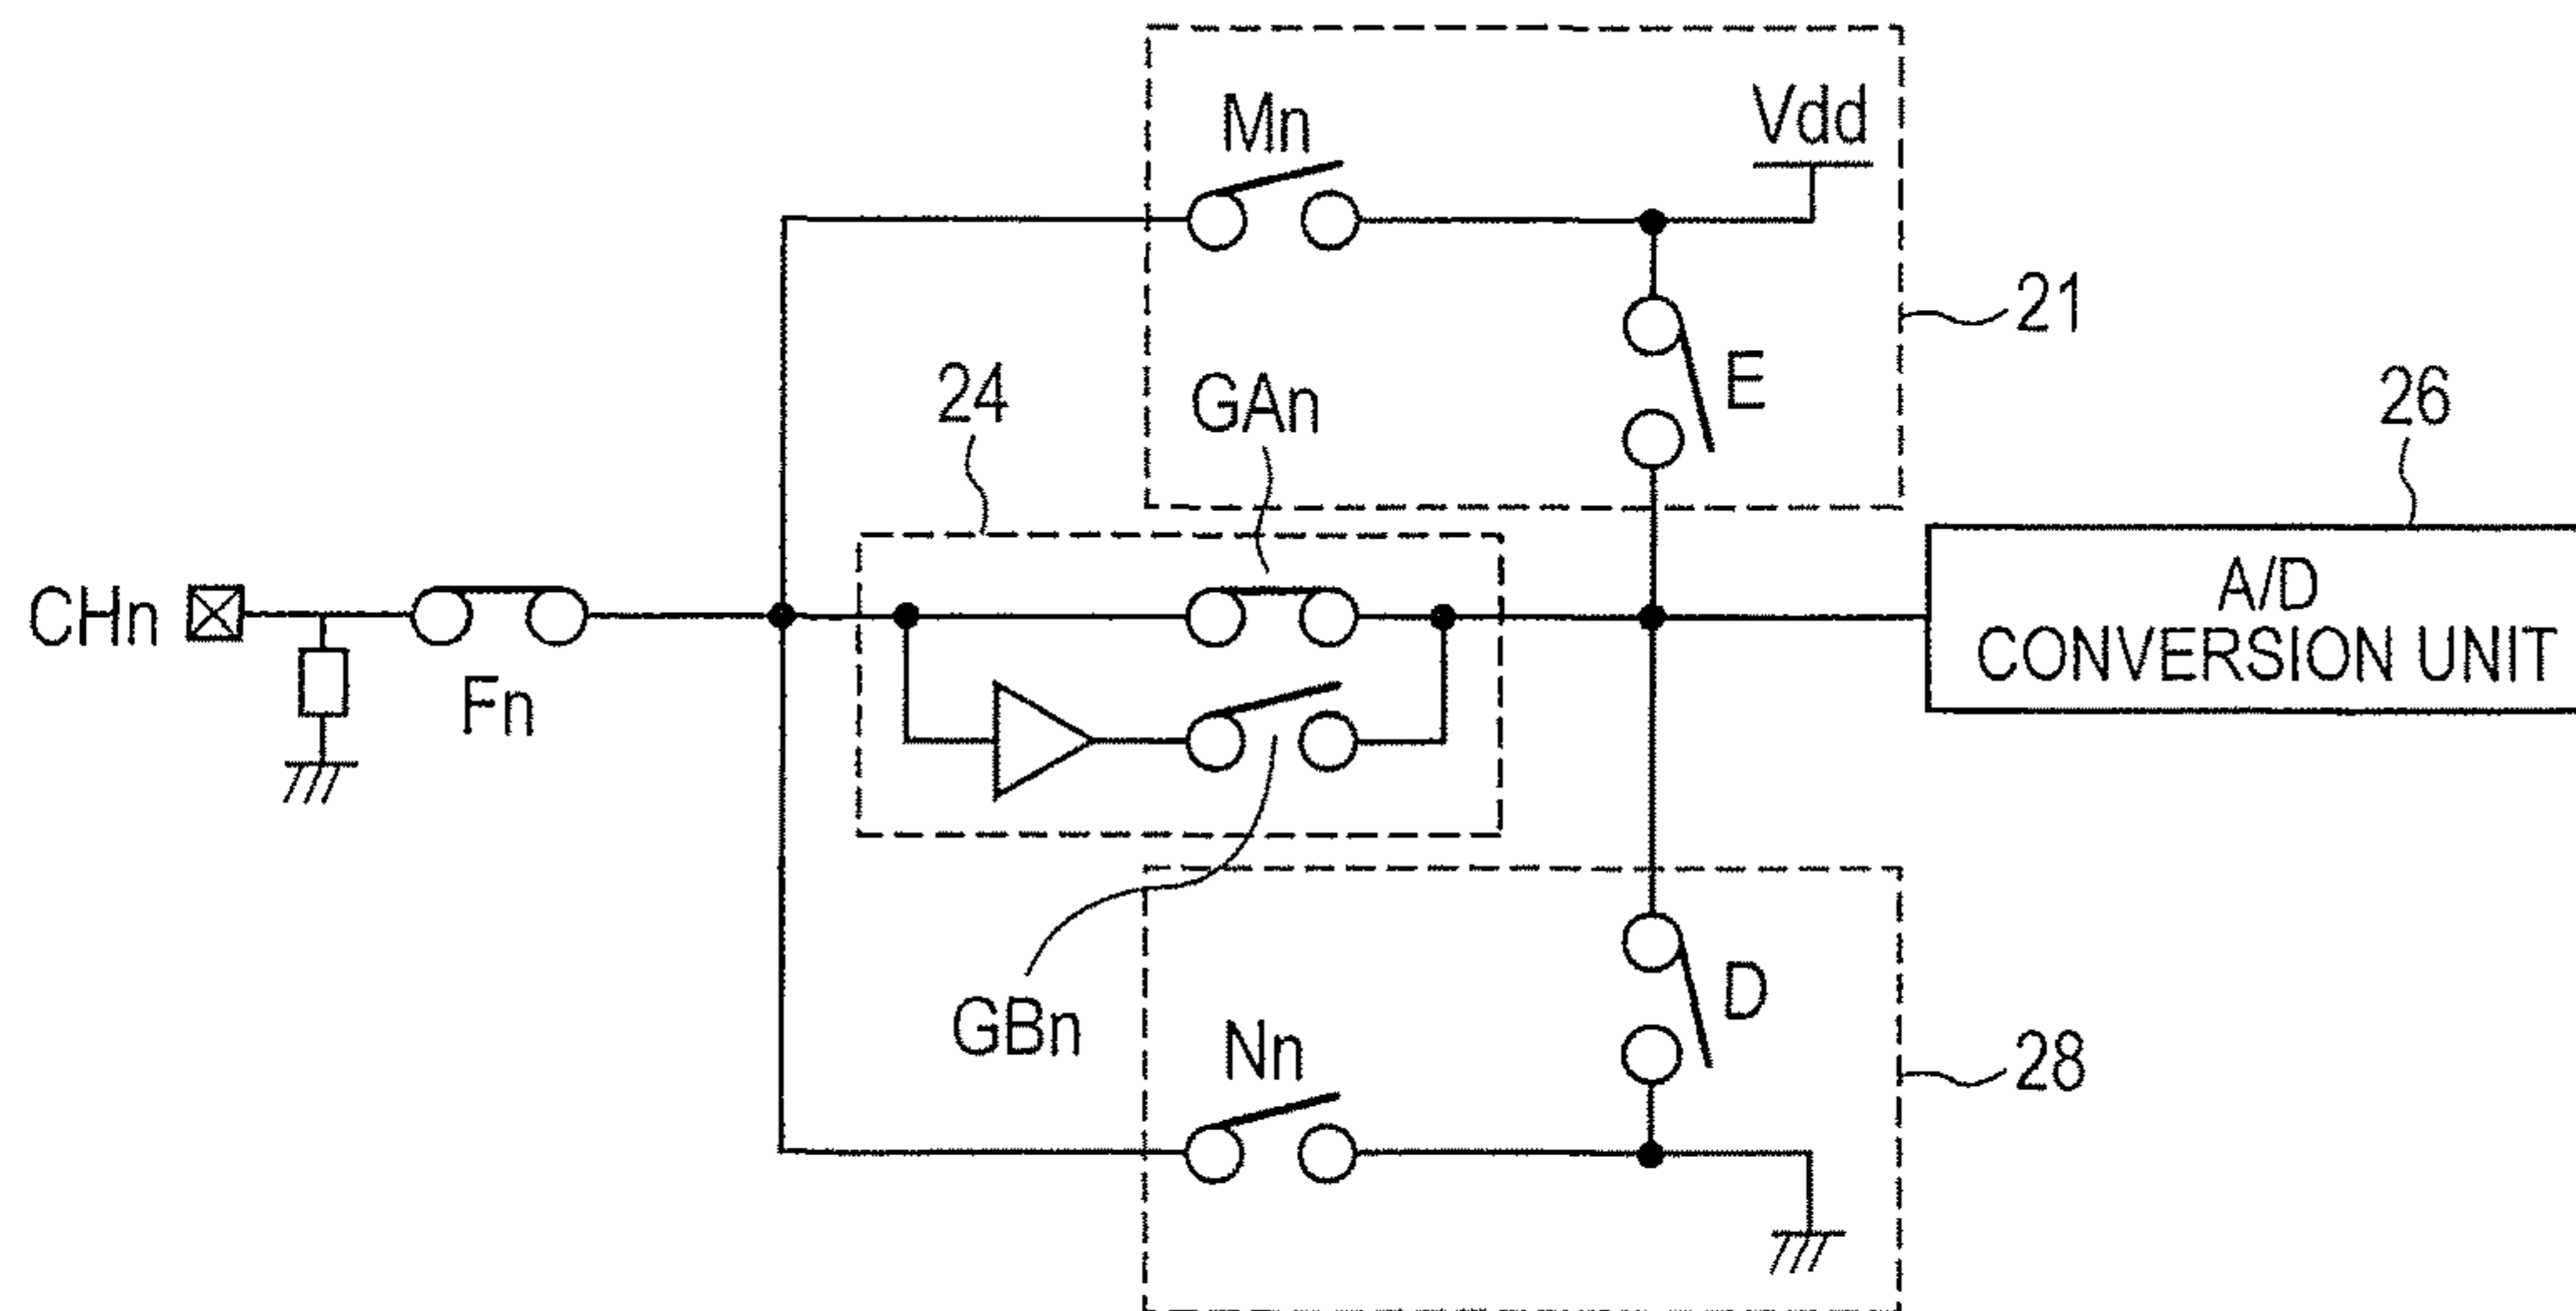 Mn
Vdd
21
24
GAn
E
26
CHn
Fn
A/D
CONVERSION UNIT
GBn
Nn
D
28